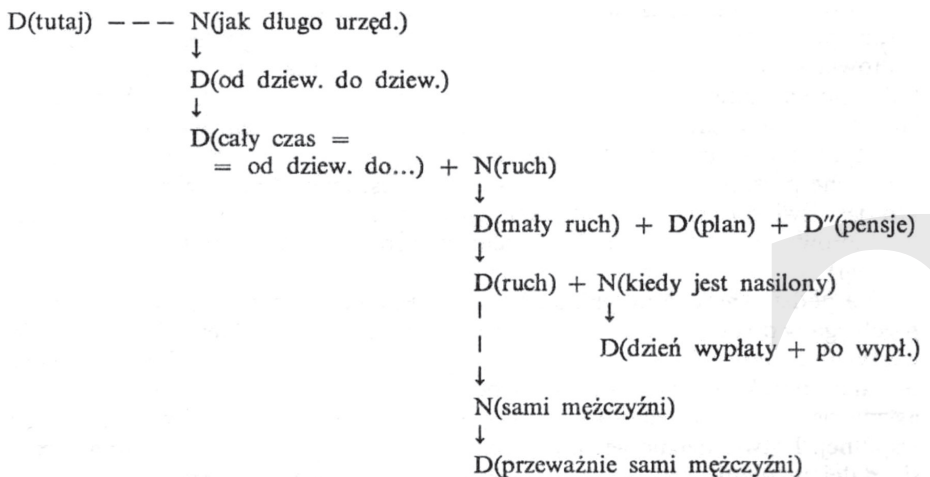 D(tutaj) − − − N(jak długo urzęd.)
↓
D(od dziew. do dziew.)
↓
D(cały czas =
= od dziew. do...) + N(ruch)
↓
D(mały ruch) + D′(plan) + D″(pensje)
↓
D(ruch) + N(kiedy jest nasilony)
| ↓
| D(dzień wypłaty + po wypł.)
↓
N(sami mężczyźni)
↓
D(przeważnie sami mężczyźni)